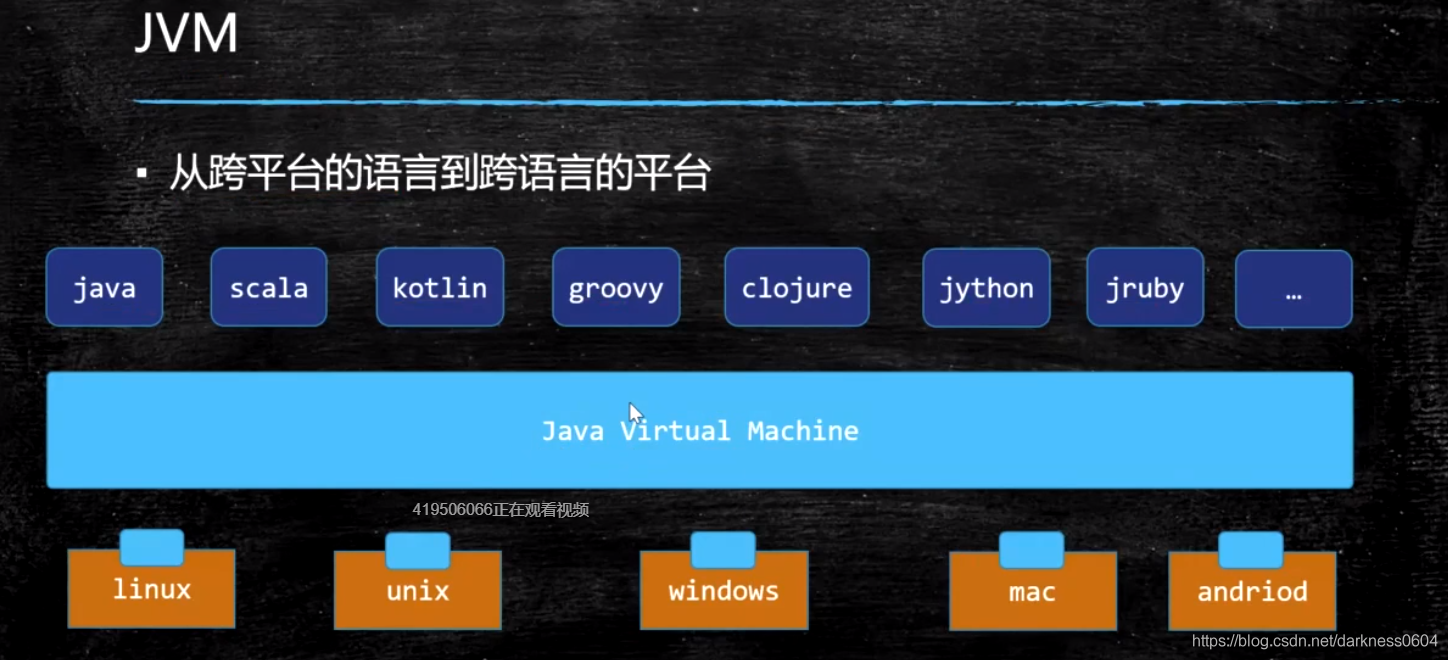 JVM
▪ 从跨平台的语言到跨语言的平台
java scala kotlin groovy clojure jython jruby ...
Java Virtual Machine
419506066正在观看视频
linux unix windows mac andriod
https://blog.csdn.net/darkness0604